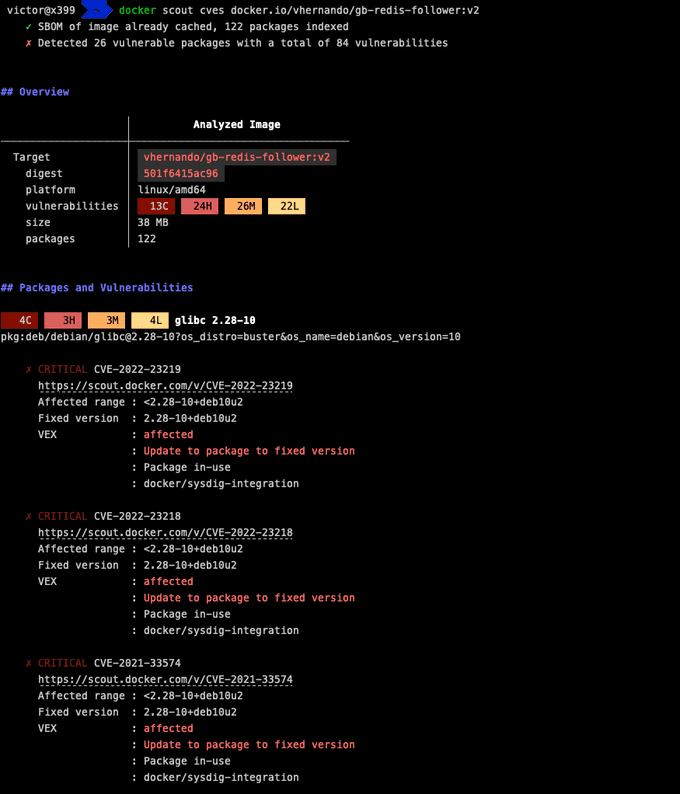 victor@x399 ~ docker scout cves docker.io/vhernando/gb-redis-follower:v2
✓ SBOM of image already cached, 122 packages indexed
✗ Detected 26 vulnerable packages with a total of 84 vulnerabilities
## Overview
Analyzed Image
Target vhernando/gb-redis-follower:v2
digest 501f6415ac96
platform linux/amd64
vulnerabilities 13C 24H 26M 22L
size 38 MB
packages 122
## Packages and Vulnerabilities
4C 3H 3M 4L glibc 2.28-10
pkg:deb/debian/glibc@2.28-10?os_distro=buster&os_name=debian&os_version=10
✗ CRITICAL CVE-2022-23219
https://scout.docker.com/v/CVE-2022-23219
Affected range : <2.28-10+deb10u2
Fixed version : 2.28-10+deb10u2
VEX : affected
: Update to package to fixed version
: Package in-use
: docker/sysdig-integration
✗ CRITICAL CVE-2022-23218
https://scout.docker.com/v/CVE-2022-23218
Affected range : <2.28-10+deb10u2
Fixed version : 2.28-10+deb10u2
VEX : affected
: Update to package to fixed version
: Package in-use
: docker/sysdig-integration
✗ CRITICAL CVE-2021-33574
https://scout.docker.com/v/CVE-2021-33574
Affected range : <2.28-10+deb10u2
Fixed version : 2.28-10+deb10u2
VEX : affected
: Update to package to fixed version
: Package in-use
: docker/sysdig-integration